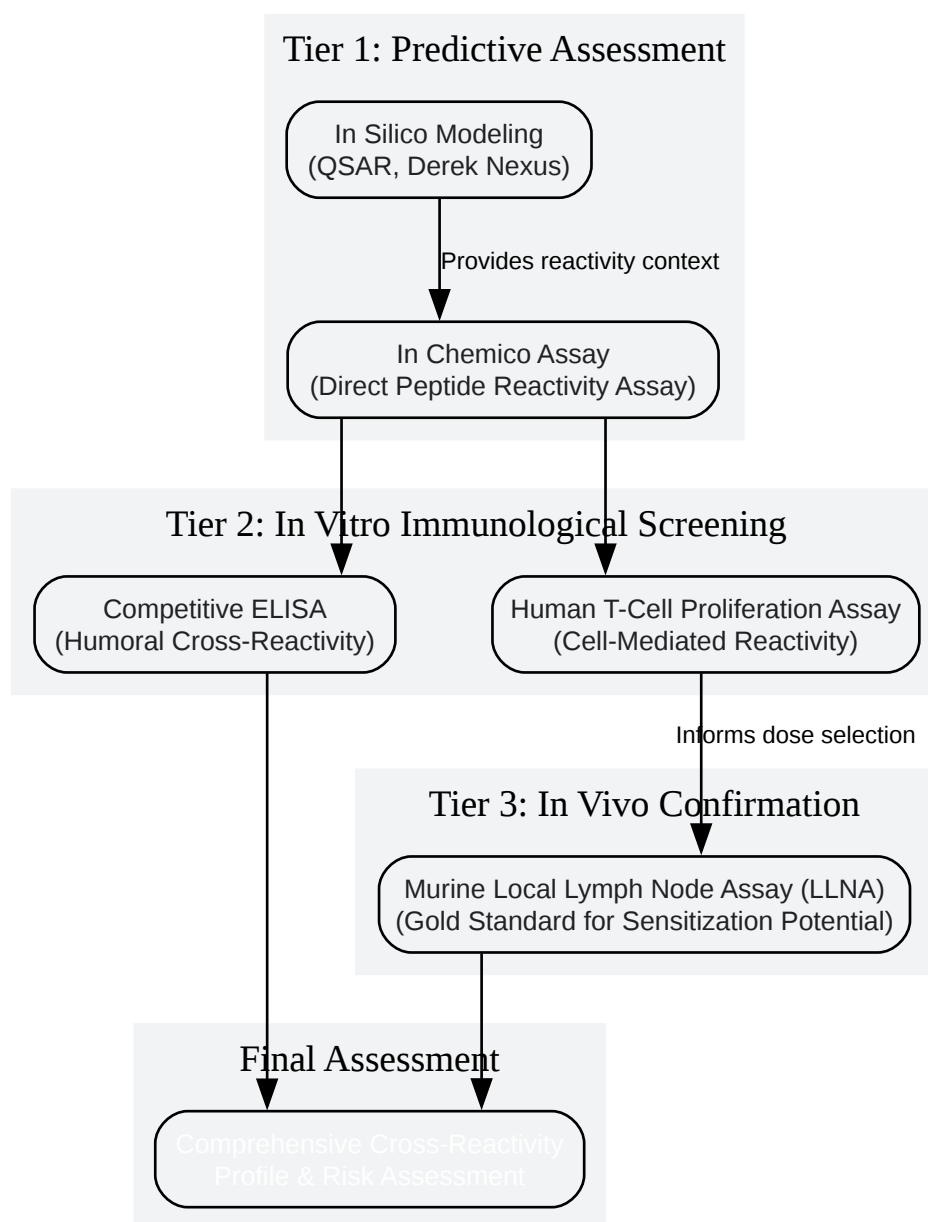 Tier 1: Predictive Assessment
In Silico Modeling
(QSAR, Derek Nexus)
Provides reactivity context
In Chemico Assay
(Direct Peptide Reactivity Assay)
Tier 2: In Vitro Immunological Screening
Competitive ELISA
(Humoral Cross-Reactivity)
Human T-Cell Proliferation Assay
(Cell-Mediated Reactivity)
Informs dose selection
Tier 3: In Vivo Confirmation
Murine Local Lymph Node Assay (LLNA)
(Gold Standard for Sensitization Potential)
Final Assessment
Comprehensive Cross-Reactivity
Profile & Risk Assessment